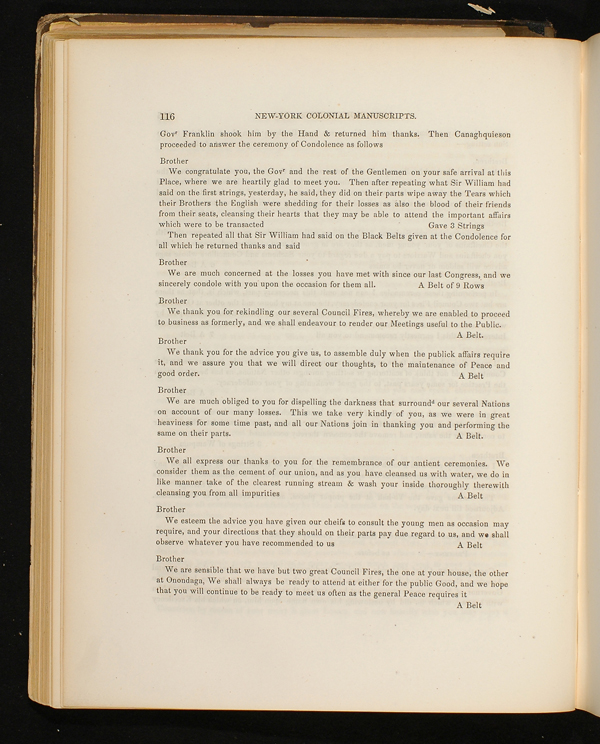 116 NEW-YORK COLONIAL MANUSCRIPTS.
Govr Franklin shook him by the Hand & returned him thanks. Then Canaghquieson
proceeded to answer the ceremony of Condolence as follows
Brother
We congratulate you, the Govr and the rest of the Gentlemen on your safe arrival at this
Place, where we are heartily glad to meet you. Then after repeating what Sir William had
said on the first strings, yesterday, he said, they did on their parts wipe away the Tears which
their Brothers the English were shedding for their losses as also the blood of their friends
from their seats, cleansing their hearts that they may be able to attend the important affairs
which were to be transacted Gave 3 Strings
Then repeated all that Sir William had said on the Black Belts given at the Condolence for
all which he returned thanks and said
Brother
We are much concerned at the losses you have met with since our last Congress, and we
sincerely condole with you upon the occasion for them all. A Belt of 9 Rows
Brother
We thank you for rekindling our several Council Fires, whereby we are enabled to proceed
to business as formerly, and we shall endeavour to render our Meetings useful to the Public.
A Belt.
Brother
We thank you for the advice you give us, to assemble duly when the publick affairs require
it, and we assure you that we will direct our thoughts, to the maintenance of Peace and
good order. A Belt
Brother
We are much obliged to you for dispelling the darkness that surroundd our several Nations
on account of our many losses. This we take very kindly of you, as we were in great
heaviness for some time past, and all our Nations join in thanking you and performing the
same on their parts. A Belt.
Brother
We all express our thanks to you for the remembrance of our antient ceremonies. We
consider them as the cement of our union, and as you have cleansed us with water, we do in
like manner take of the clearest running stream & wash your inside thoroughly therewith
cleansing you from all impurities A Belt
Brother
We esteem the advice you have given our cheifs to consult the young men as occasion may
require, and your directions that they should on their parts pay due regard to us, and we shall
observe whatever you have recommended to us A Belt
Brother
We are sensible that we have but two great Council Fires, the one at your house, the other
at Onondaga, We shall always be ready to attend at either for the public Good, and we hope
that you will continue to be ready to meet us often as the general Peace requires it
A Belt